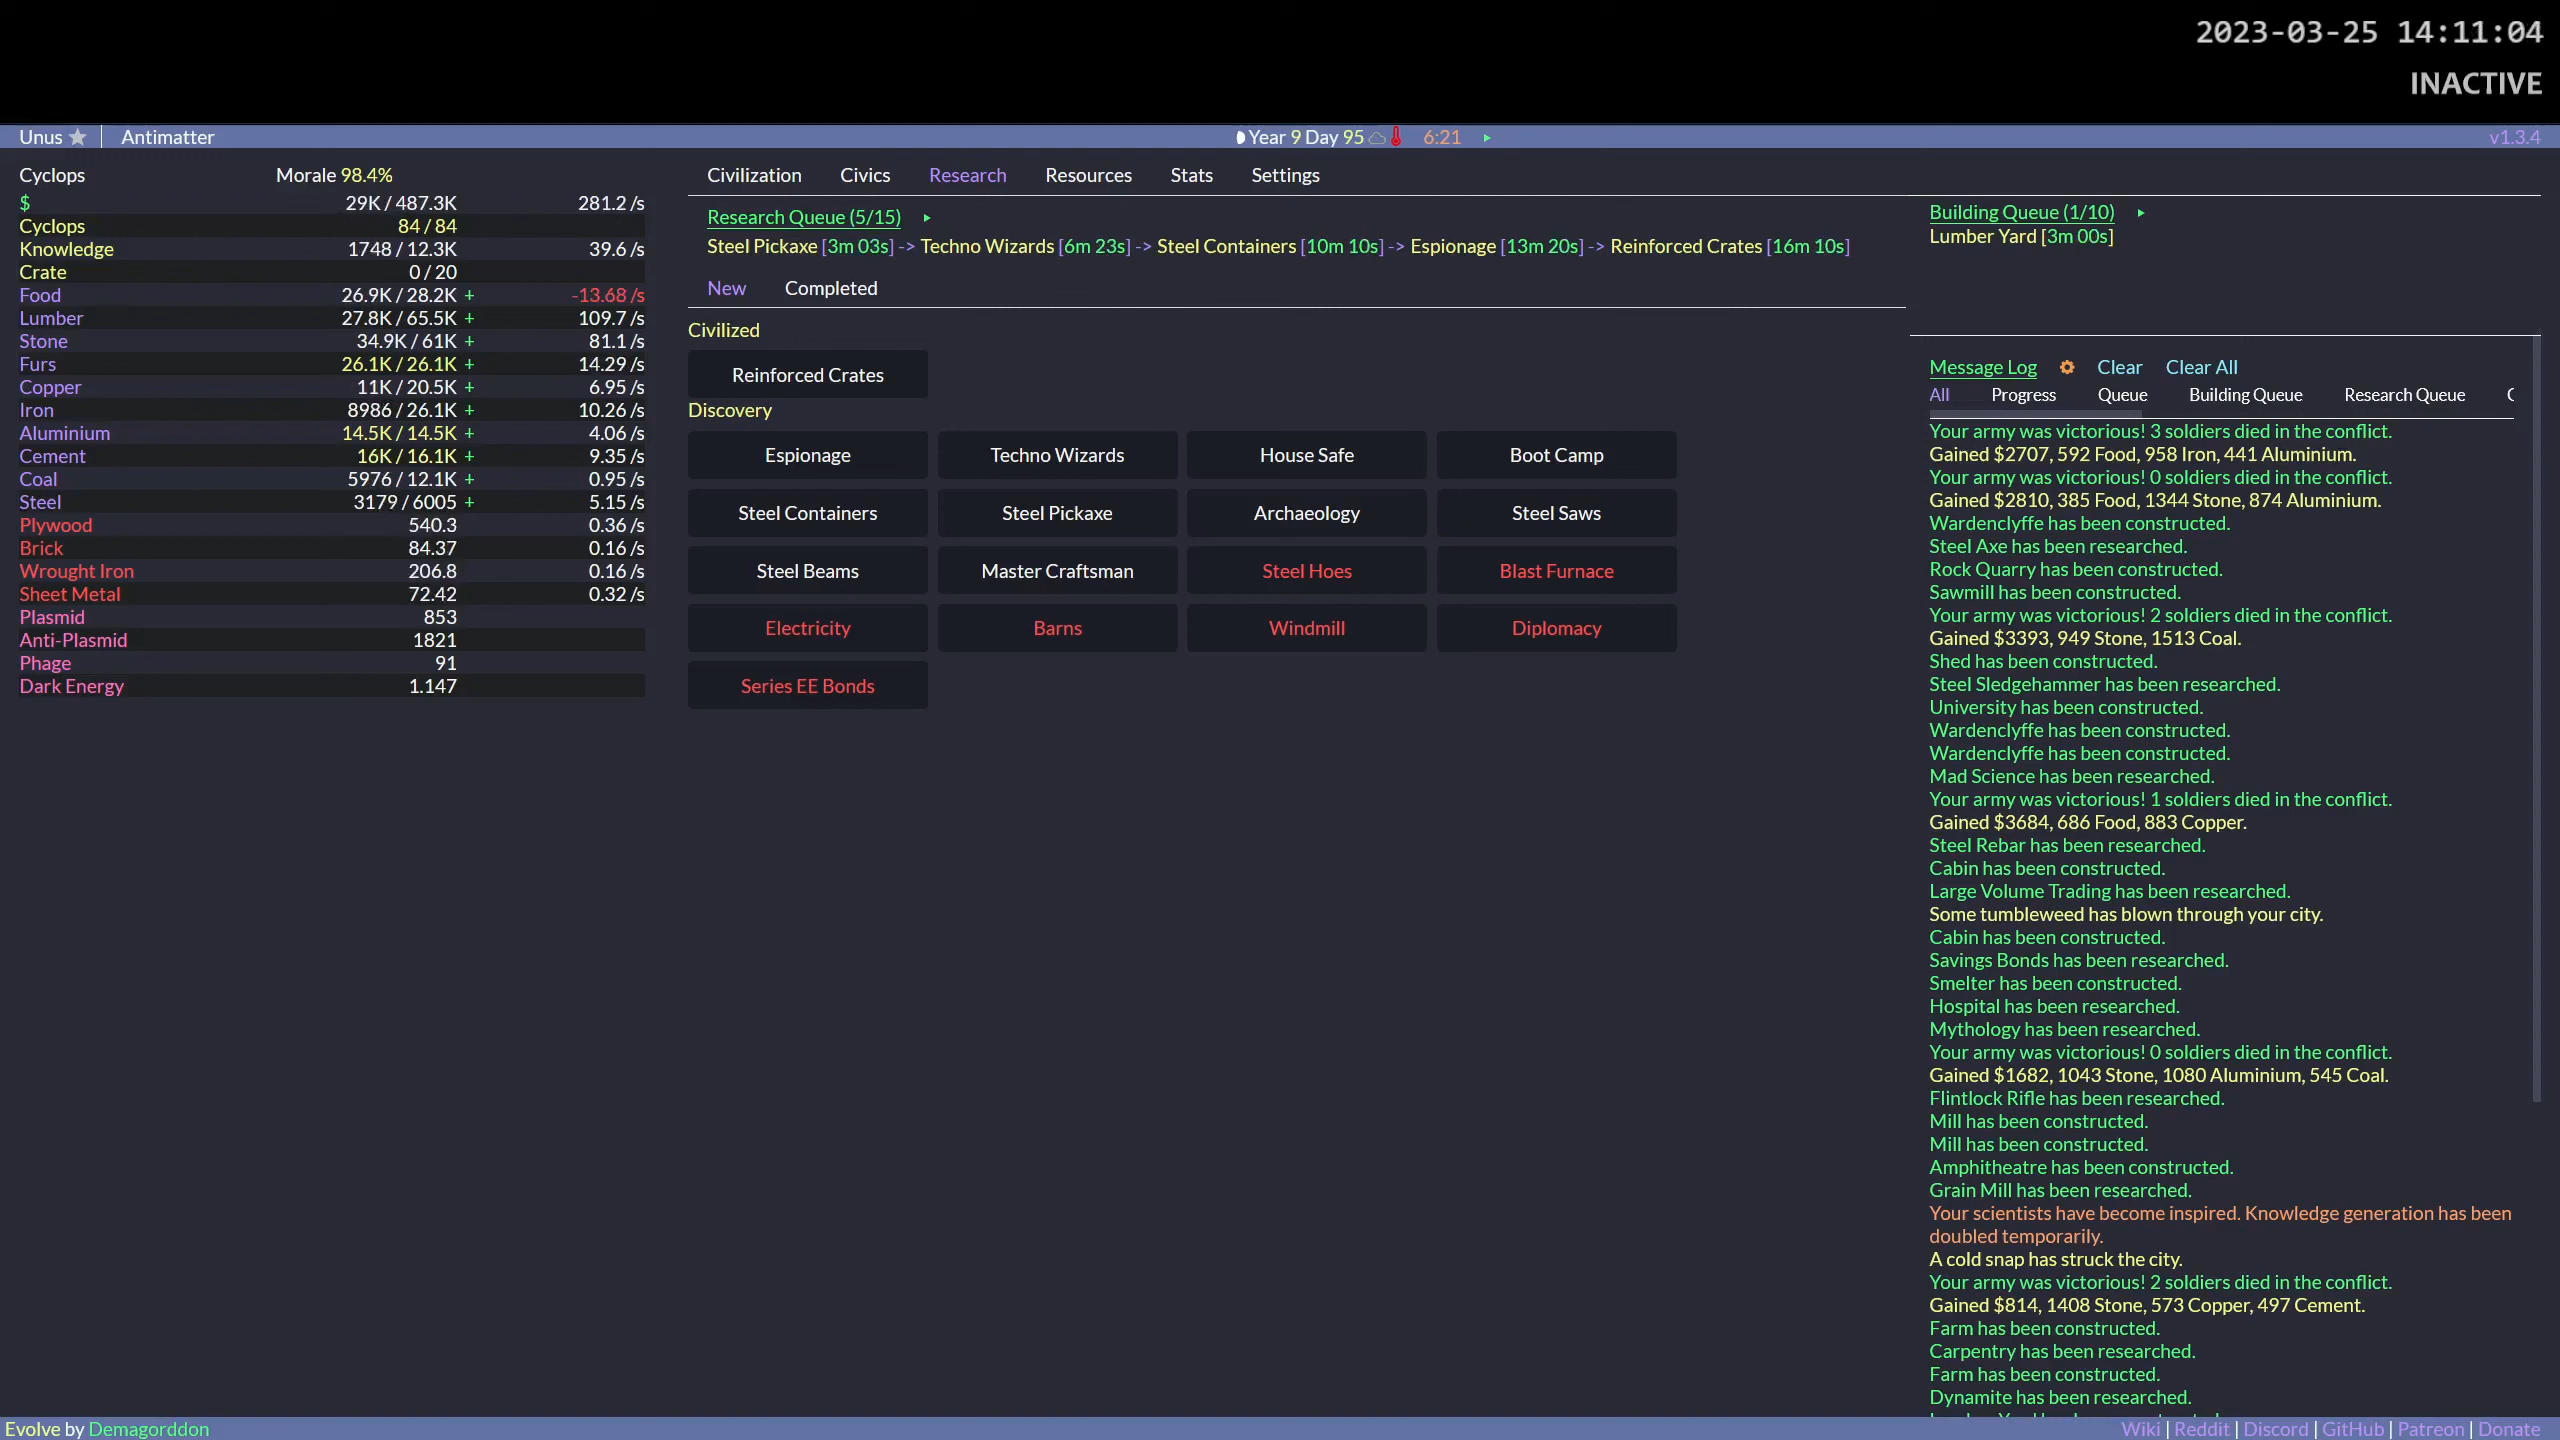 2023-03-25 14:11:04
INACTIVE
Unus | Antimatter
Year 9 Day 95 6:21
v1.3.4
Cyclops Morale 98.4%
$ 29K / 487.3K 281.2 /s
Cyclops 84 / 84
Knowledge 1748 / 12.3K 39.6 /s
Crate 0 / 20
Food 26.9K / 28.2K + -13.68 /s
Lumber 27.8K / 65.5K + 109.7 /s
Stone 34.9K / 61K + 81.1 /s
Furs 26.1K / 26.1K + 14.29 /s
Copper 11K / 20.5K + 6.95 /s
Iron 8986 / 26.1K + 10.26 /s
Aluminium 14.5K / 14.5K + 4.06 /s
Cement 16K / 16.1K + 9.35 /s
Coal 5976 / 12.1K + 0.95 /s
Steel 3179 / 6005 + 5.15 /s
Plywood 540.3 0.36 /s
Brick 84.37 0.16 /s
Wrought Iron 206.8 0.16 /s
Sheet Metal 72.42 0.32 /s
Plasmid 853
Anti-Plasmid 1821
Phage 91
Dark Energy 1.147
Civilization Civics Research Resources Stats Settings
Research Queue (5/15)
Steel Pickaxe [3m 03s] -> Techno Wizards [6m 23s] -> Steel Containers [10m 10s] -> Espionage [13m 20s] -> Reinforced Crates [16m 10s]
New Completed
Civilized
Reinforced Crates
Discovery
Espionage Techno Wizards House Safe Boot Camp
Steel Containers Steel Pickaxe Archaeology Steel Saws
Steel Beams Master Craftsman Steel Hoes Blast Furnace
Electricity Barns Windmill Diplomacy
Series EE Bonds
Building Queue (1/10)
Lumber Yard [3m 00s]
Message Log Clear Clear All
All Progress Queue Building Queue Research Queue
Your army was victorious! 3 soldiers died in the conflict.
Gained $2707, 592 Food, 958 Iron, 441 Aluminium.
Your army was victorious! 0 soldiers died in the conflict.
Gained $2810, 385 Food, 1344 Stone, 874 Aluminium.
Wardenclyffe has been constructed.
Steel Axe has been researched.
Rock Quarry has been constructed.
Sawmill has been constructed.
Your army was victorious! 2 soldiers died in the conflict.
Gained $3393, 949 Stone, 1513 Coal.
Shed has been constructed.
Steel Sledgehammer has been researched.
University has been constructed.
Wardenclyffe has been constructed.
Wardenclyffe has been constructed.
Mad Science has been researched.
Your army was victorious! 1 soldiers died in the conflict.
Gained $3684, 686 Food, 883 Copper.
Steel Rebar has been researched.
Cabin has been constructed.
Large Volume Trading has been researched.
Some tumbleweed has blown through your city.
Cabin has been constructed.
Savings Bonds has been researched.
Smelter has been constructed.
Hospital has been researched.
Mythology has been researched.
Your army was victorious! 0 soldiers died in the conflict.
Gained $1682, 1043 Stone, 1080 Aluminium, 545 Coal.
Flintlock Rifle has been researched.
Mill has been constructed.
Mill has been constructed.
Amphitheatre has been constructed.
Grain Mill has been researched.
Your scientists have become inspired. Knowledge generation has been
doubled temporarily.
A cold snap has struck the city.
Your army was victorious! 2 soldiers died in the conflict.
Gained $814, 1408 Stone, 573 Copper, 497 Cement.
Farm has been constructed.
Carpentry has been researched.
Farm has been constructed.
Dynamite has been researched.
Evolve by Demagorddon
Wiki | Reddit | Discord | GitHub | Patreon | Donate